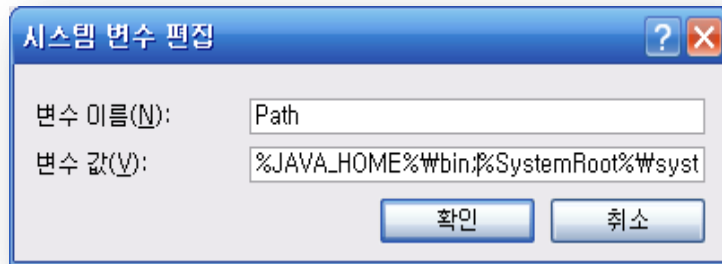 시스템 변수 편집
변수 이름(N):
Path
변수 값(V):
%JAVA_HOME%₩bin;%SystemRoot%₩syst
확인
취소